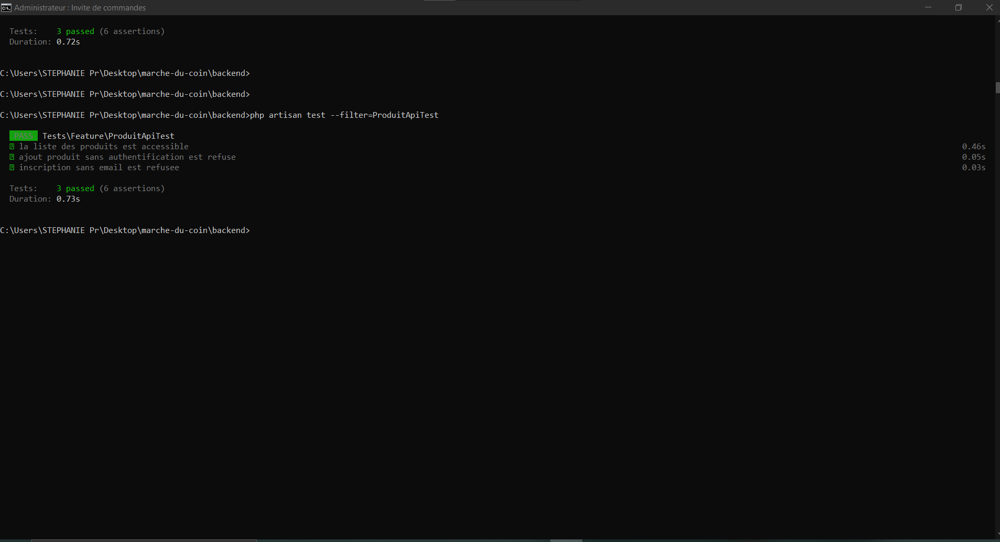 Administrateur : Invite de commandes
Tests: 3 passed (6 assertions)
Duration: 0.72s
C:\Users\STEPHANIE Pr\Desktop\marche-du-coin\backend>
C:\Users\STEPHANIE Pr\Desktop\marche-du-coin\backend>
C:\Users\STEPHANIE Pr\Desktop\marche-du-coin\backend>php artisan test --filter=ProduitApiTest
PASS Tests\Feature\ProduitApiTest
la liste des produits est accessible 0.46s
ajout produit sans authentification est refuse 0.05s
inscription sans email est refusee 0.03s
Tests: 3 passed (6 assertions)
Duration: 0.73s
C:\Users\STEPHANIE Pr\Desktop\marche-du-coin\backend>